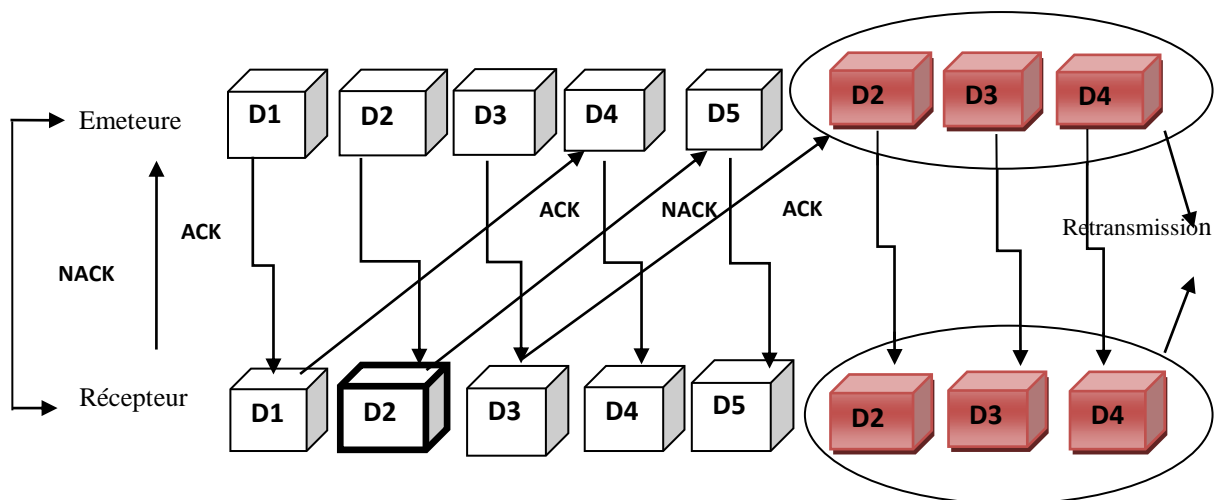 D1 D2 D3 D4 D5 D2 D3 D4
Emeteure
ACK NACK ACK
ACK
Retransmission
NACK
Récepteur
D1 D2 D3 D4 D5 D2 D3 D4